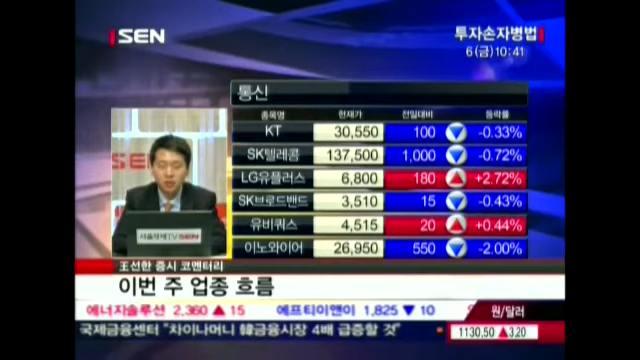 SEN
투자손자병법
6(금)10:41
통신
종목명 현재가 전일대비 등락률
KT 30,550 100 ▼ -0.33%
SK텔레콤 137,500 1,000 ▼ -0.72%
LG유플러스 6,800 180 ▲ +2.72%
SK브로드밴드 3,510 15 ▼ -0.43%
유비쿼스 4,515 20 ▲ +0.44%
이노와이어 26,950 550 ▼ -2.00%
SEN
서울경제TV SEN
王선한 증시 코멘터리
이번 주 업종 흐름
에너지솔루션 2,360 ▲ 15 에프티이앤이 1,825 ▼ 10
원/달러
국제금융센터 "차이나머니 韓금융시장 4배 급증할 것"
1130,50 ▲3,20